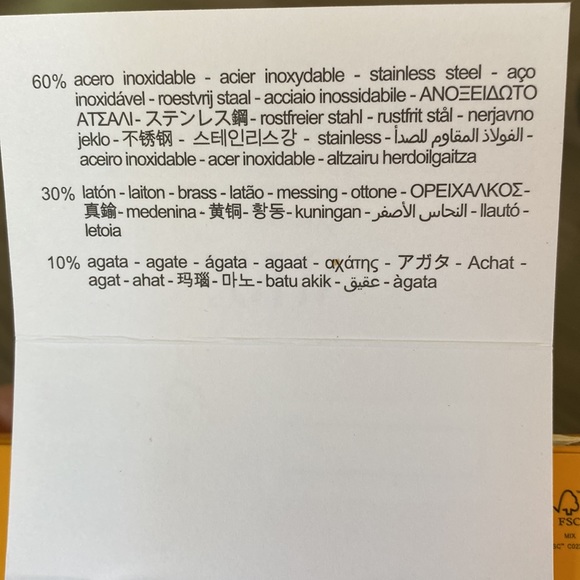 60% acero inoxidable - acier inoxydable - stainless steel - aço
inoxidável - roestvrij staal - acciaio inossidabile - ΑΝΟΞΕΙΔΩΤΟ
ΑΤΣΑΛΙ - ステンレス鋼 - rostfreier stahl - rustfrit stål - nerjavno
jeklo - 不锈钢 - 스테인리스강 - stainless - الفولاذ المقاوم للصدأ -
aceiro inoxidable - acer inoxidable - altzairu herdoilgaitza
30% latón - laiton - brass - latão - messing - ottone - ΟΡΕΙΧΑΛΚΟΣ-
真鍮- medenina - 黄铜- 황동- kuningan - النحاس الأصفر - llautó -
letoia
10% agata - agate - ágata - agaat - αχάτης - アガタ - Achat -
agat - ahat - 玛瑙 - 마노 - batu akik - عقيق - àgata
FSC
MIX